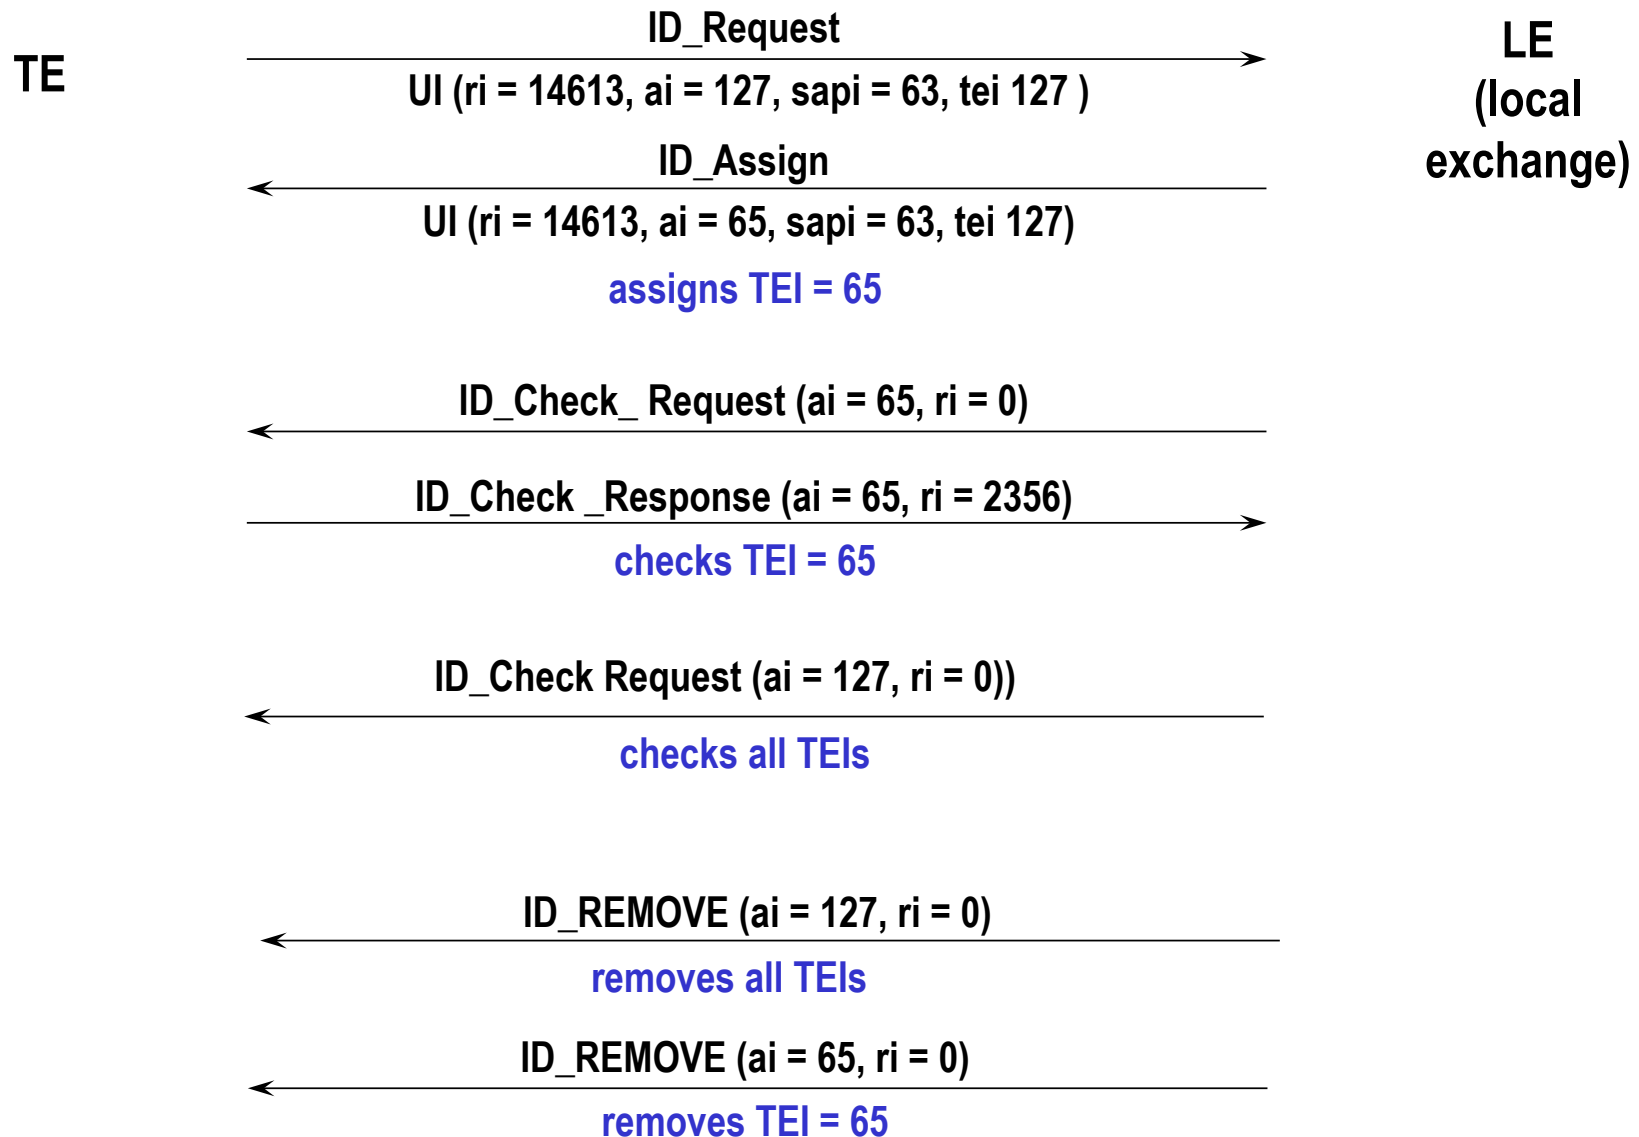 ID_Request
TE
LE
(local
exchange)
UI (ri = 14613, ai = 127, sapi = 63, tei 127 )
ID_Assign
UI (ri = 14613, ai = 65, sapi = 63, tei 127)
assigns TEI = 65
ID_Check_ Request (ai = 65, ri = 0)
ID_Check _Response (ai = 65, ri = 2356)
checks TEI = 65
ID_Check Request (ai = 127, ri = 0))
checks all TEIs
ID_REMOVE (ai = 127, ri = 0)
removes all TEIs
ID_REMOVE (ai = 65, ri = 0)
removes TEI = 65